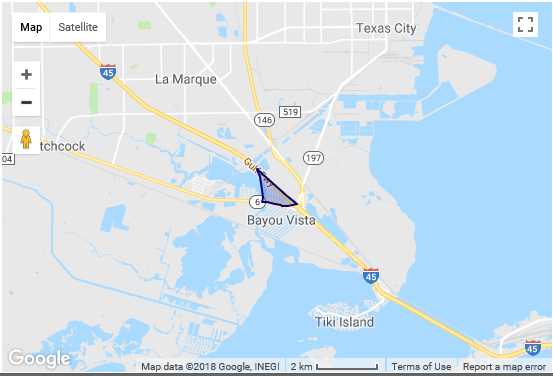 Map Satellite
Texas City
45
La Marque
519
146
197
tchcock
04
Gulf
6
Bayou Vista
45
Tiki Island
45
Google
Map data ©2018 Google, INEGI 2 km Terms of Use Report a map error